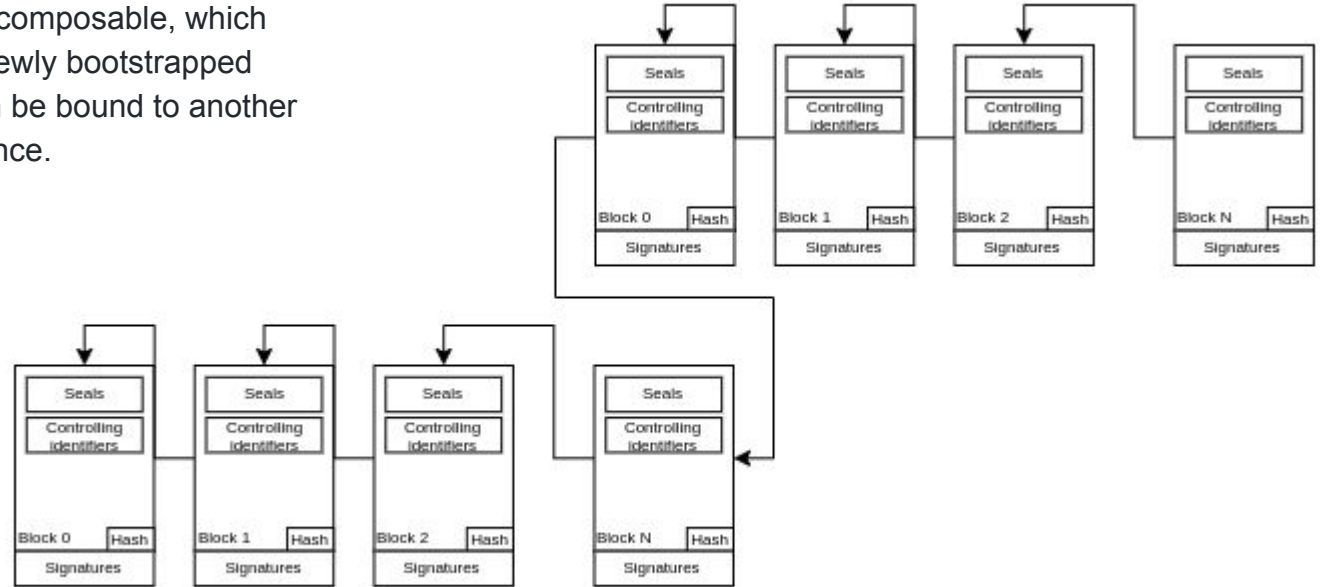 composable, which
ewly bootstrapped
be bound to another
nce.
Seals
Controlling
identifiers
Block 0
Hash
Signatures
Seals
Controlling
identifiers
Block 1
Hash
Signatures
Seals
Controlling
identifiers
Block 2
Hash
Signatures
Seals
Controlling
identifiers
Block N
Hash
Signatures
Seals
Controlling
identifiers
Block 0
Hash
Signatures
Seals
Controlling
identifiers
Block 1
Hash
Signatures
Seals
Controlling
identifiers
Block 2
Hash
Signatures
Seals
Controlling
identifiers
Block N
Hash
Signatures